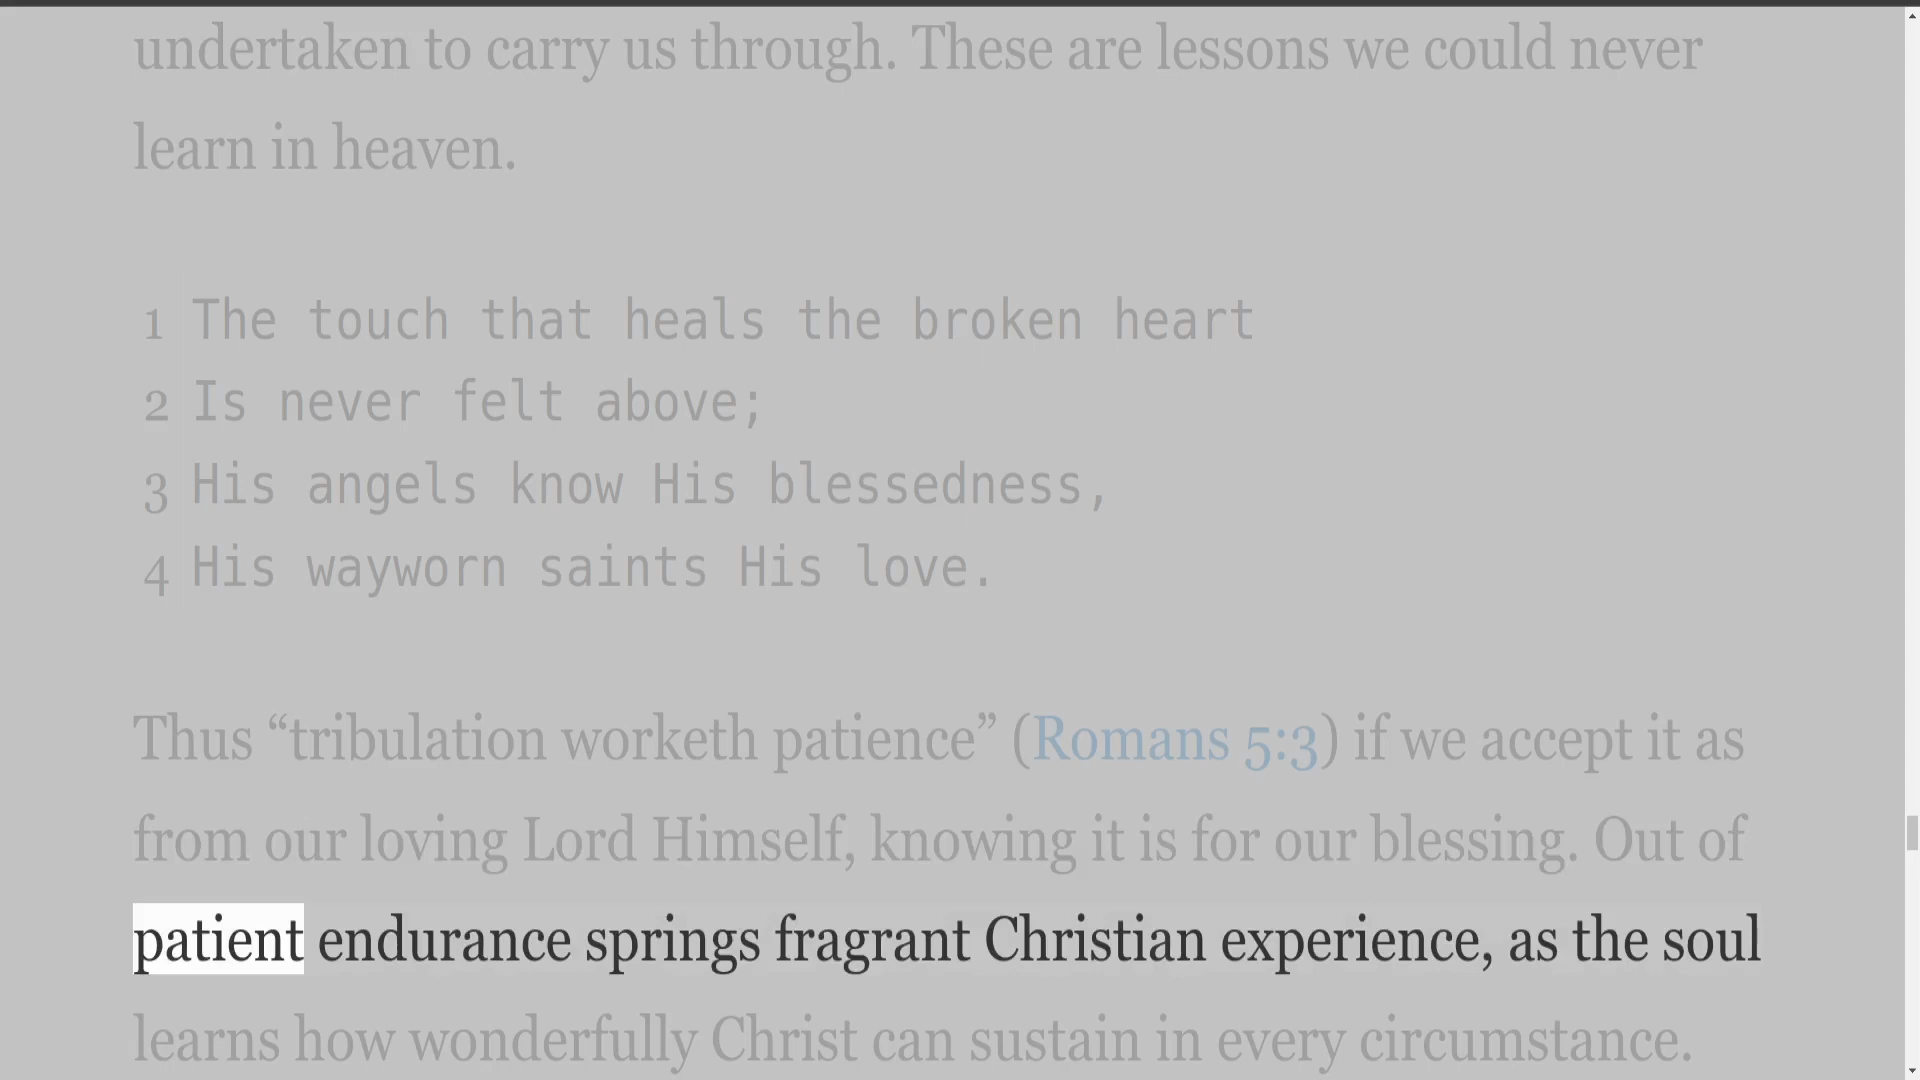 undertaken to carry us through. These are lessons we could never
learn in heaven.
1 The touch that heals the broken heart
2 Is never felt above;
3 His angels know His blessedness,
4 His wayworn saints His love.
Thus “tribulation worketh patience” (Romans 5:3) if we accept it as
from our loving Lord Himself, knowing it is for our blessing. Out of
patient endurance springs fragrant Christian experience, as the soul
learns how wonderfully Christ can sustain in every circumstance.